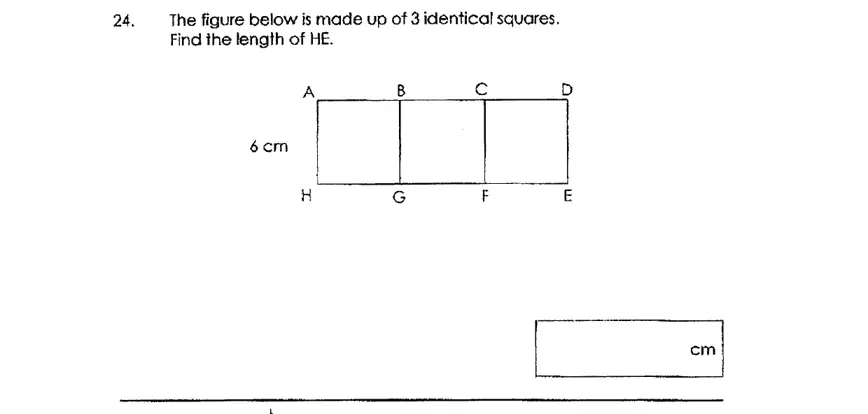 24. The figure below is made up of 3 identical squares.
Find the length of HE.
A B C D
6 cm
H G F E
cm